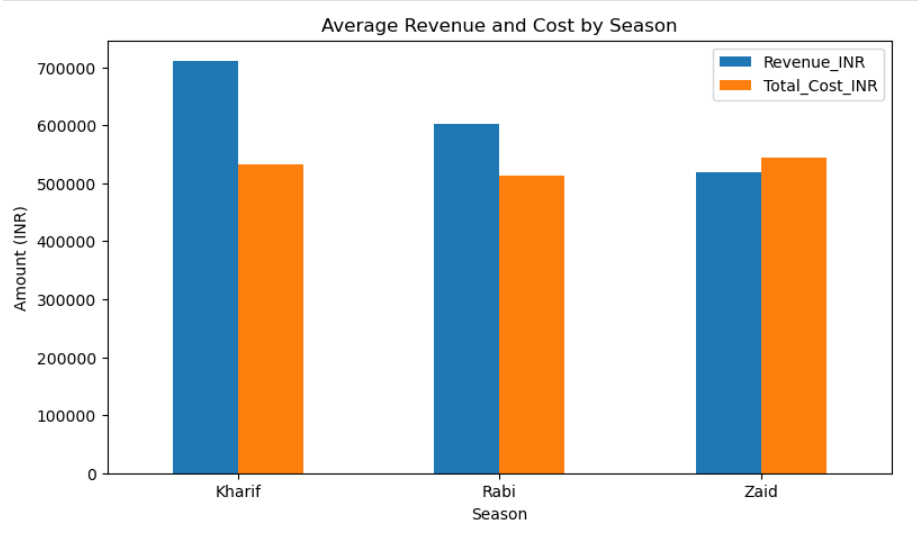 Average Revenue and Cost by Season
Revenue_INR
Total_Cost_INR
Amount (INR)
700000
600000
500000
400000
300000
200000
100000
0
Kharif
Rabi
Zaid
Season